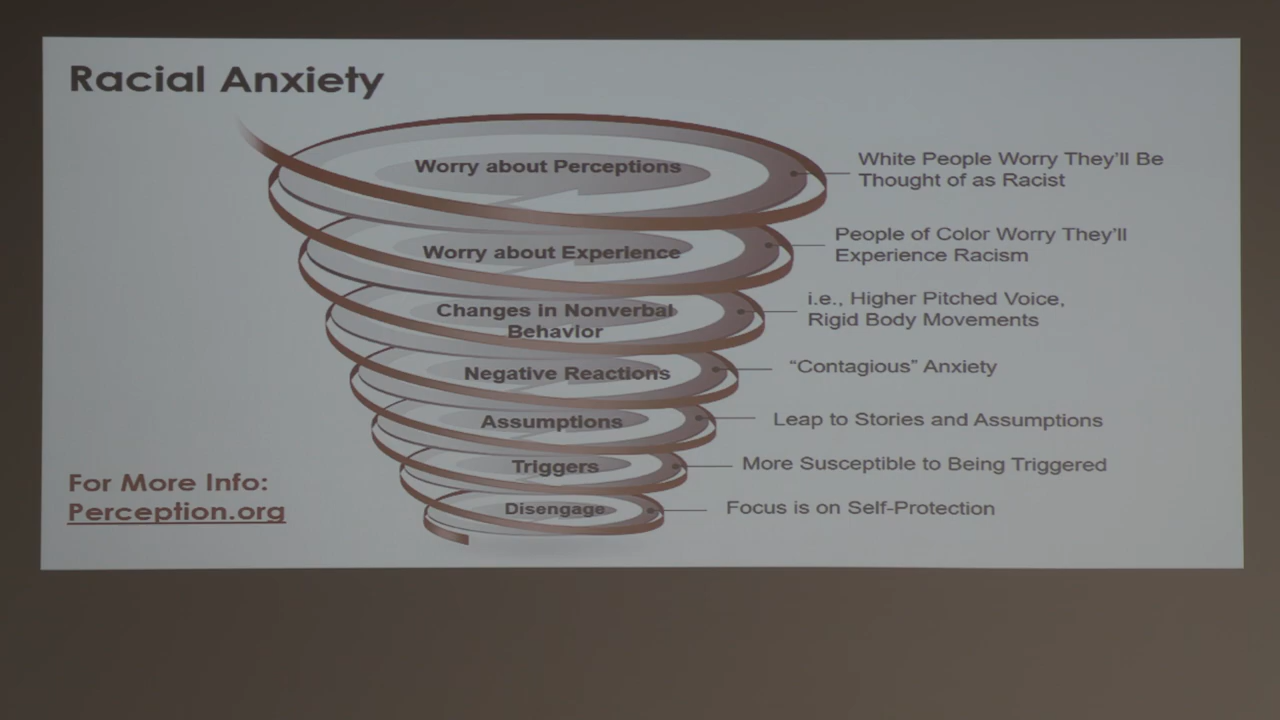 Racial Anxiety
Worry about Perceptions
White People Worry They'll Be
Thought of as Racist
Worry about Experience
People of Color Worry They'll
Experience Racism
Changes in Nonverbal
Behavior
i.e., Higher Pitched Voice,
Rigid Body Movements
Negative Reactions
“Contagious” Anxiety
Assumptions
Leap to Stories and Assumptions
Triggers
More Susceptible to Being Triggered
Disengage
Focus is on Self-Protection
For More Info:
Perception.org